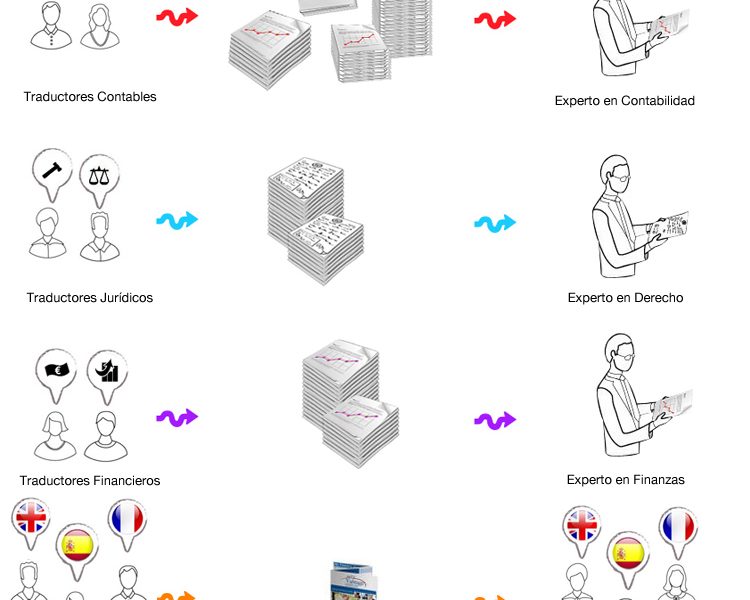 Traductores Contables
Experto en Contabilidad
Traductores Jurídicos
Experto en Derecho
Traductores Financieros
Experto en Finanzas